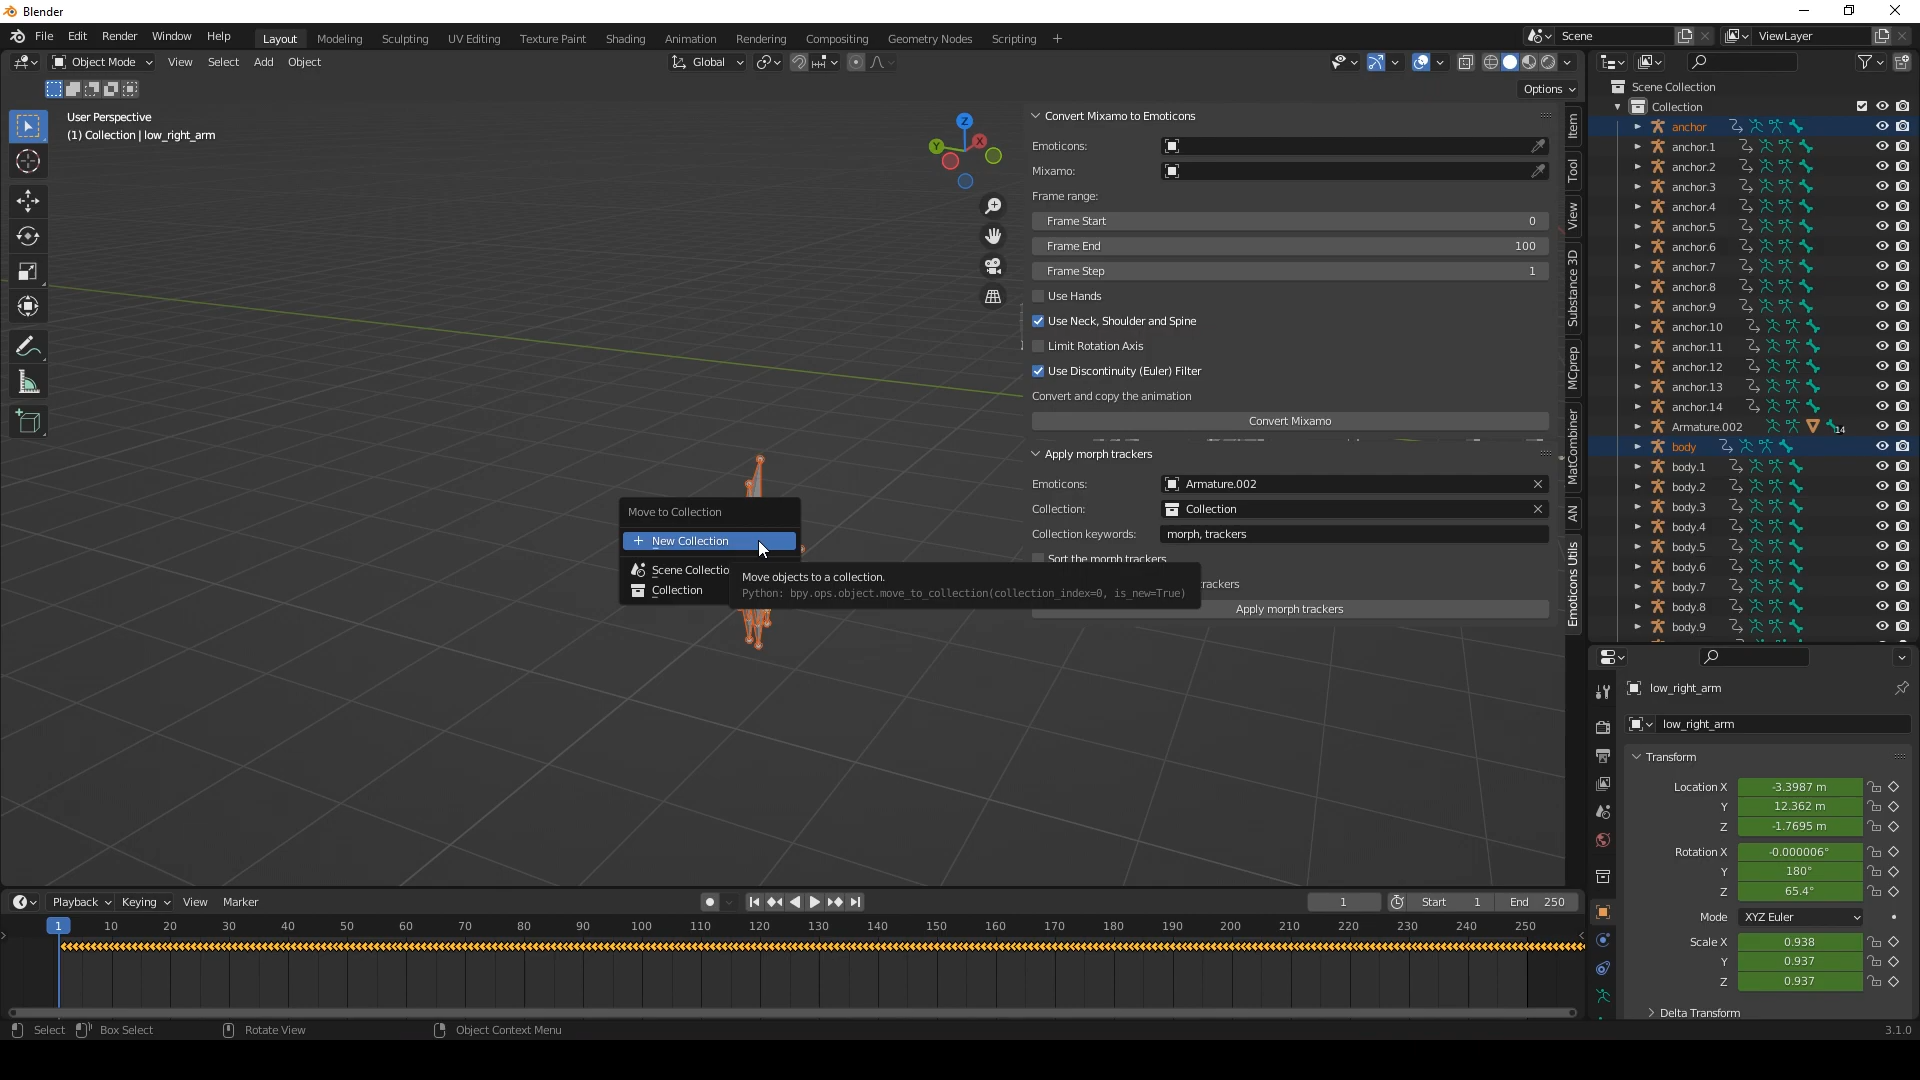 Blender
File Edit Render Window Help Layout Modeling Sculpting UV Editing Texture Paint Shading Animation Rendering Compositing Geometry Nodes Scripting + Scene ViewLayer
Object Mode View Select Add Object Global
Options
User Perspective
(1) Collection | low_right_arm
Z
X
Y
Convert Mixamo to Emoticons
Emoticons:
Mixamo:
Frame range:
Frame Start 0
Frame End 100
Frame Step 1
Use Hands
Use Neck, Shoulder and Spine
Limit Rotation Axis
Use Discontinuity (Euler) Filter
Convert and copy the animation
Convert Mixamo
Apply morph trackers
Emoticons: Armature.002
Collection: Collection
Collection keywords: morph, trackers
Sort the morph trackers
trackers
Apply morph trackers
Item
Tool
View
Substance 3D
MCprep
MatCombiner
AN
Emoticons Utils
Move to Collection
New Collection
Scene Collectio
Collection
Move objects to a collection.
Python: bpy.ops.object.move_to_collection(collection_index=0, is_new=True)
Scene Collection
Collection
anchor
anchor.1
anchor.2
anchor.3
anchor.4
anchor.5
anchor.6
anchor.7
anchor.8
anchor.9
anchor.10
anchor.11
anchor.12
anchor.13
anchor.14
Armature.002 14
body
body.1
body.2
body.3
body.4
body.5
body.6
body.7
body.8
body.9
low_right_arm
low_right_arm
Transform
Location X -3.3987 m
Y 12.362 m
Z -1.7695 m
Rotation X -0.000006°
Y 180°
Z 65.4°
Mode XYZ Euler
Scale X 0.938
Y 0.937
Z 0.937
Delta Transform
Playback Keying View Marker 1 Start 1 End 250
1 10 20 30 40 50 60 70 80 90 100 110 120 130 140 150 160 170 180 190 200 210 220 230 240 250
Select Box Select Rotate View Object Context Menu 3.1.0